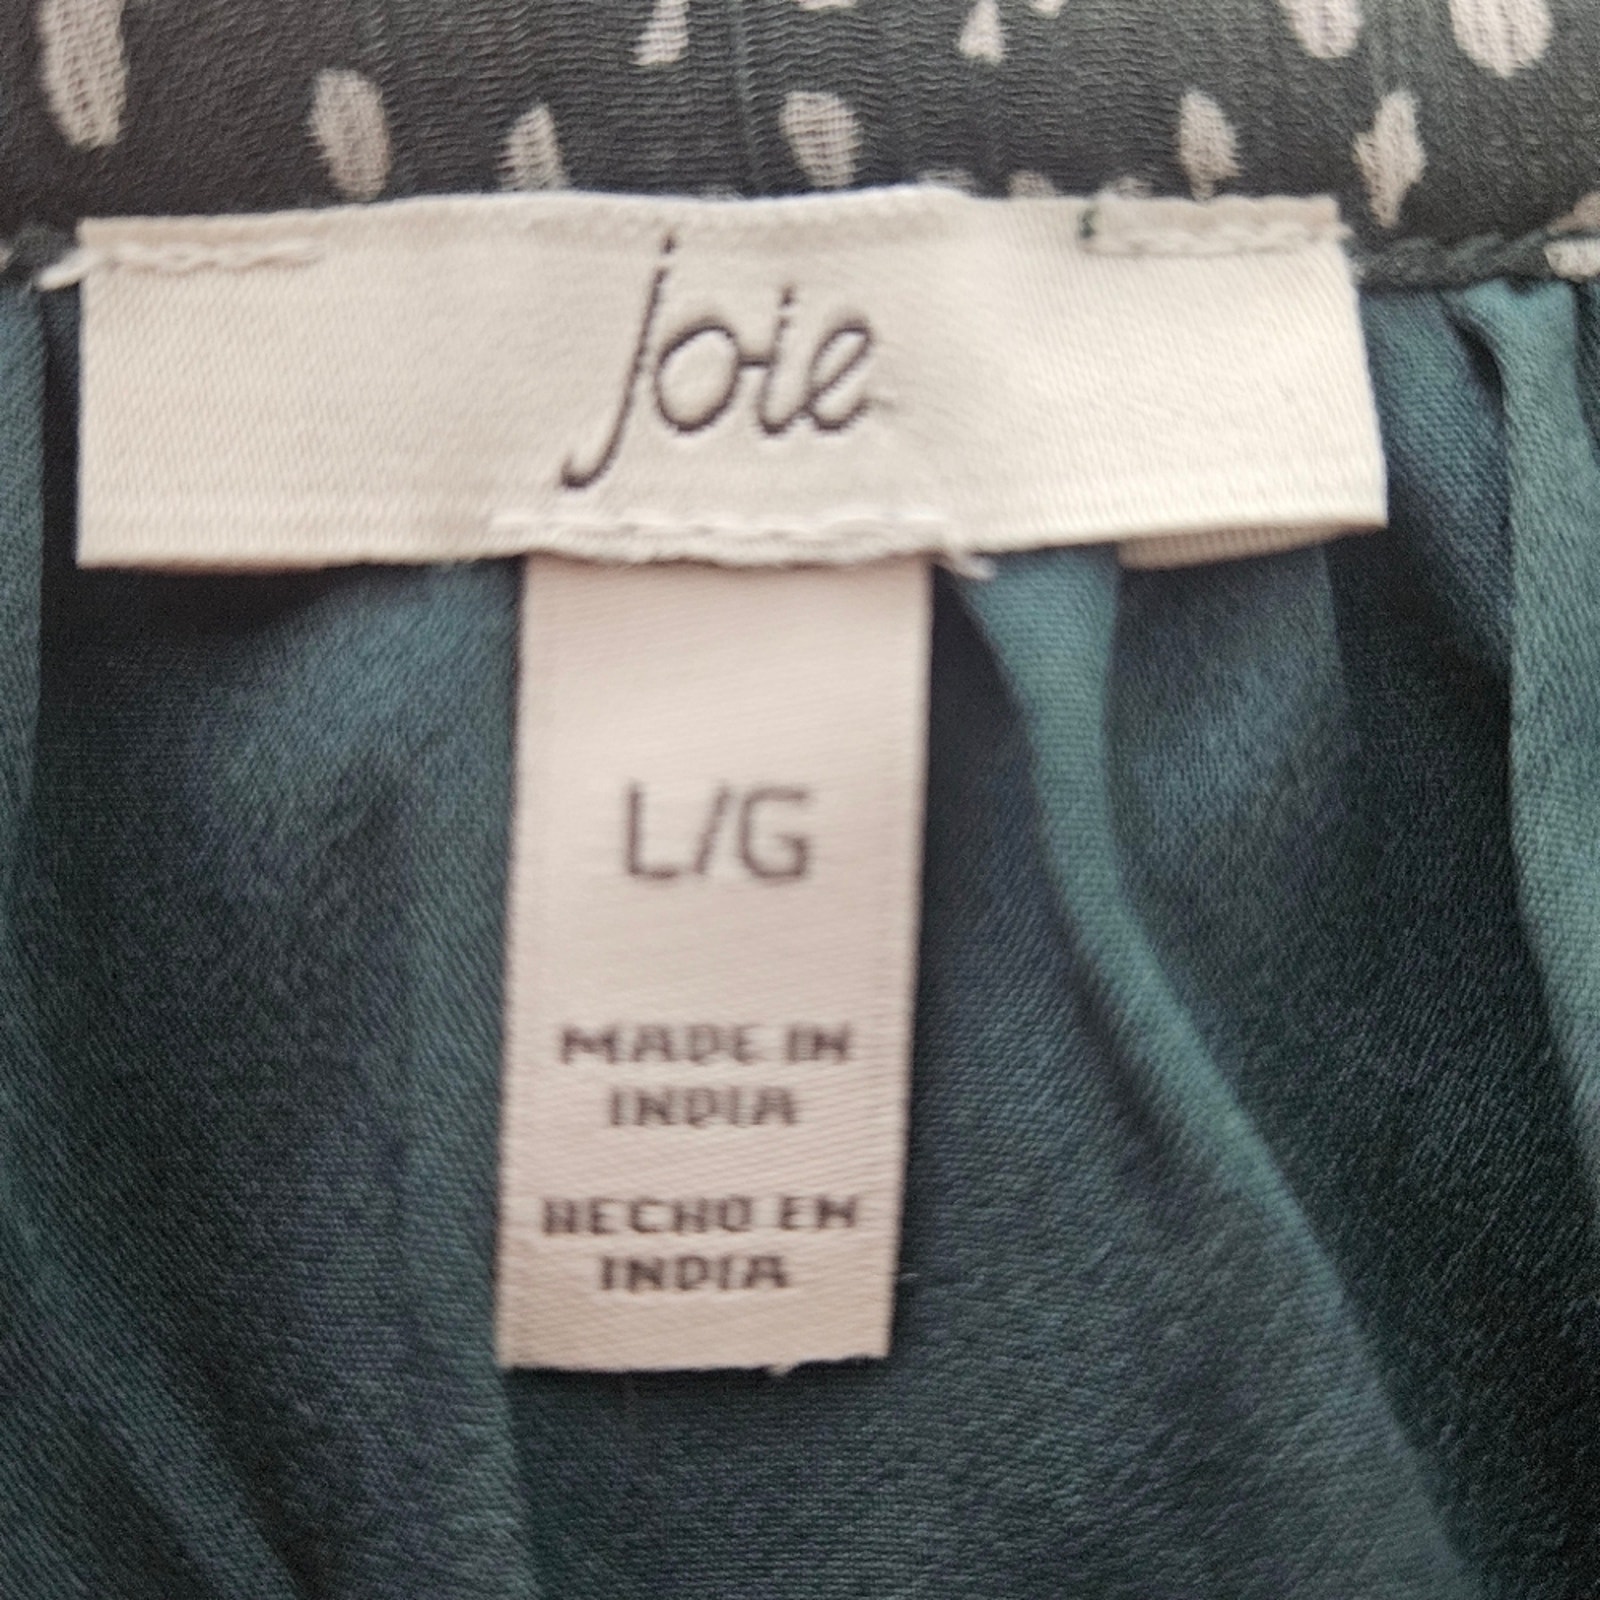 joie
L/G
MADE IN
INDIA
HECHO EN
INDIA